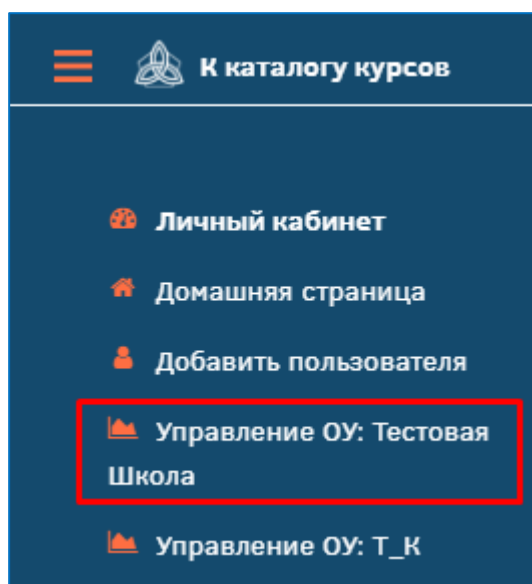 К каталогу курсов
Личный кабинет
Домашняя страница
Добавить пользователя
Управление ОУ: Тестовая
Школа
Управление ОУ: Т_К